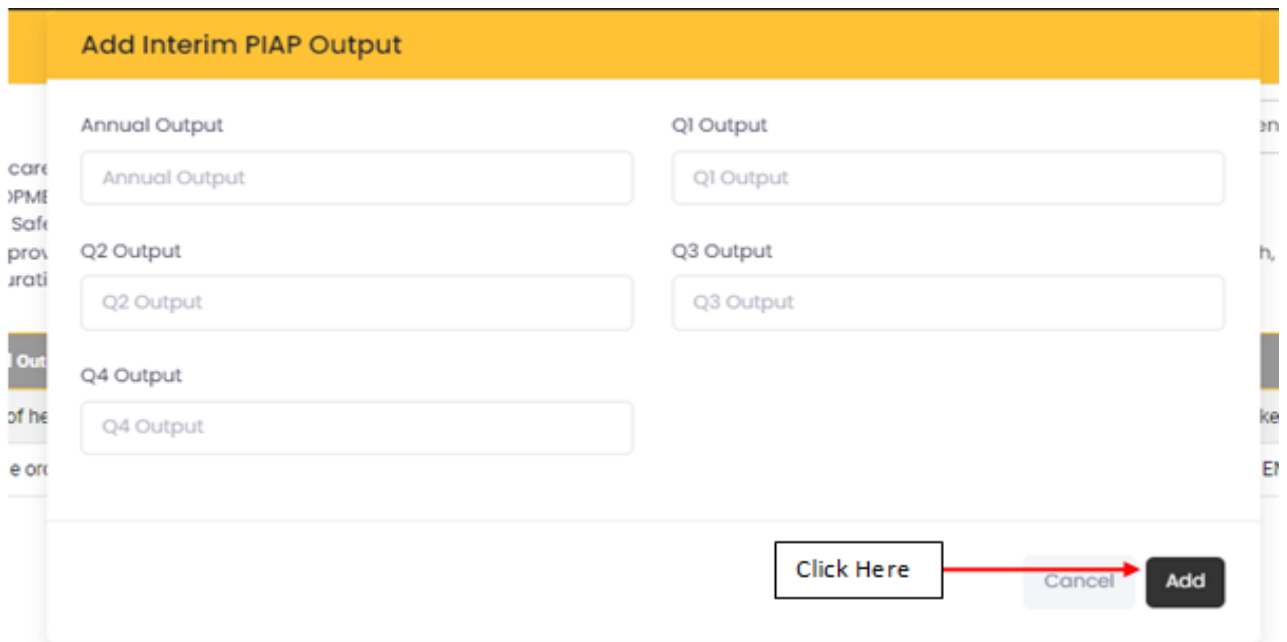 Add Interim PIAP Output
Annual Output
Q1 Output
Annual Output
Q1 Output
Q2 Output
Q3 Output
Q2 Output
Q3 Output
Q4 Output
Q4 Output
Click Here
Cancel
Add